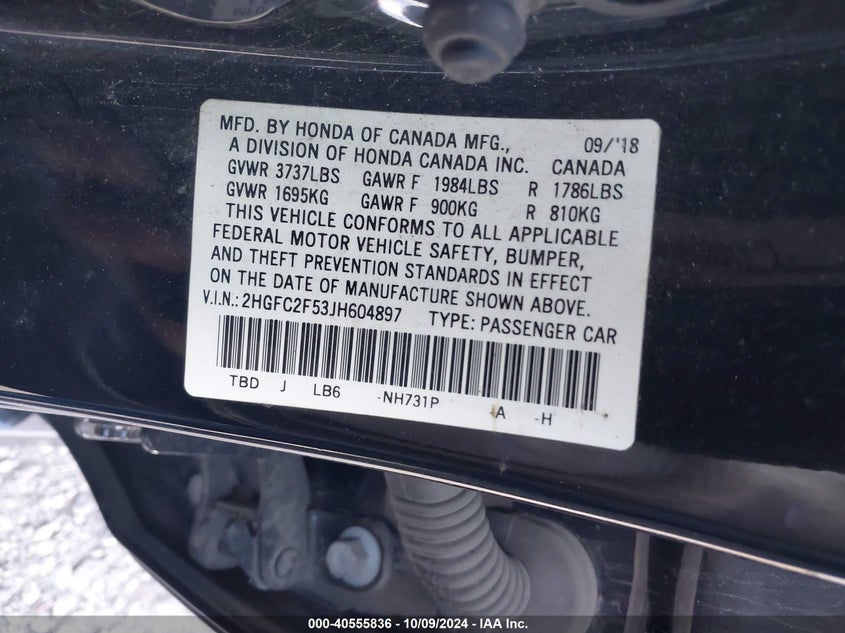 MFD. BY HONDA OF CANADA MFG., 09/'18
A DIVISION OF HONDA CANADA INC. CANADA
GVWR 3737LBS GAWR F 1984LBS R 1786LBS
GVWR 1695KG GAWR F 900KG R 810KG
THIS VEHICLE CONFORMS TO ALL APPLICABLE
FEDERAL MOTOR VEHICLE SAFETY, BUMPER,
AND THEFT PREVENTION STANDARDS IN EFFECT
ON THE DATE OF MANUFACTURE SHOWN ABOVE.
V.I.N.: 2HGFC2F53JH604897 TYPE: PASSENGER CAR
TBD J LB6 -NH731P A -H
000-40555836 - 10/09/2024 - IAA Inc.